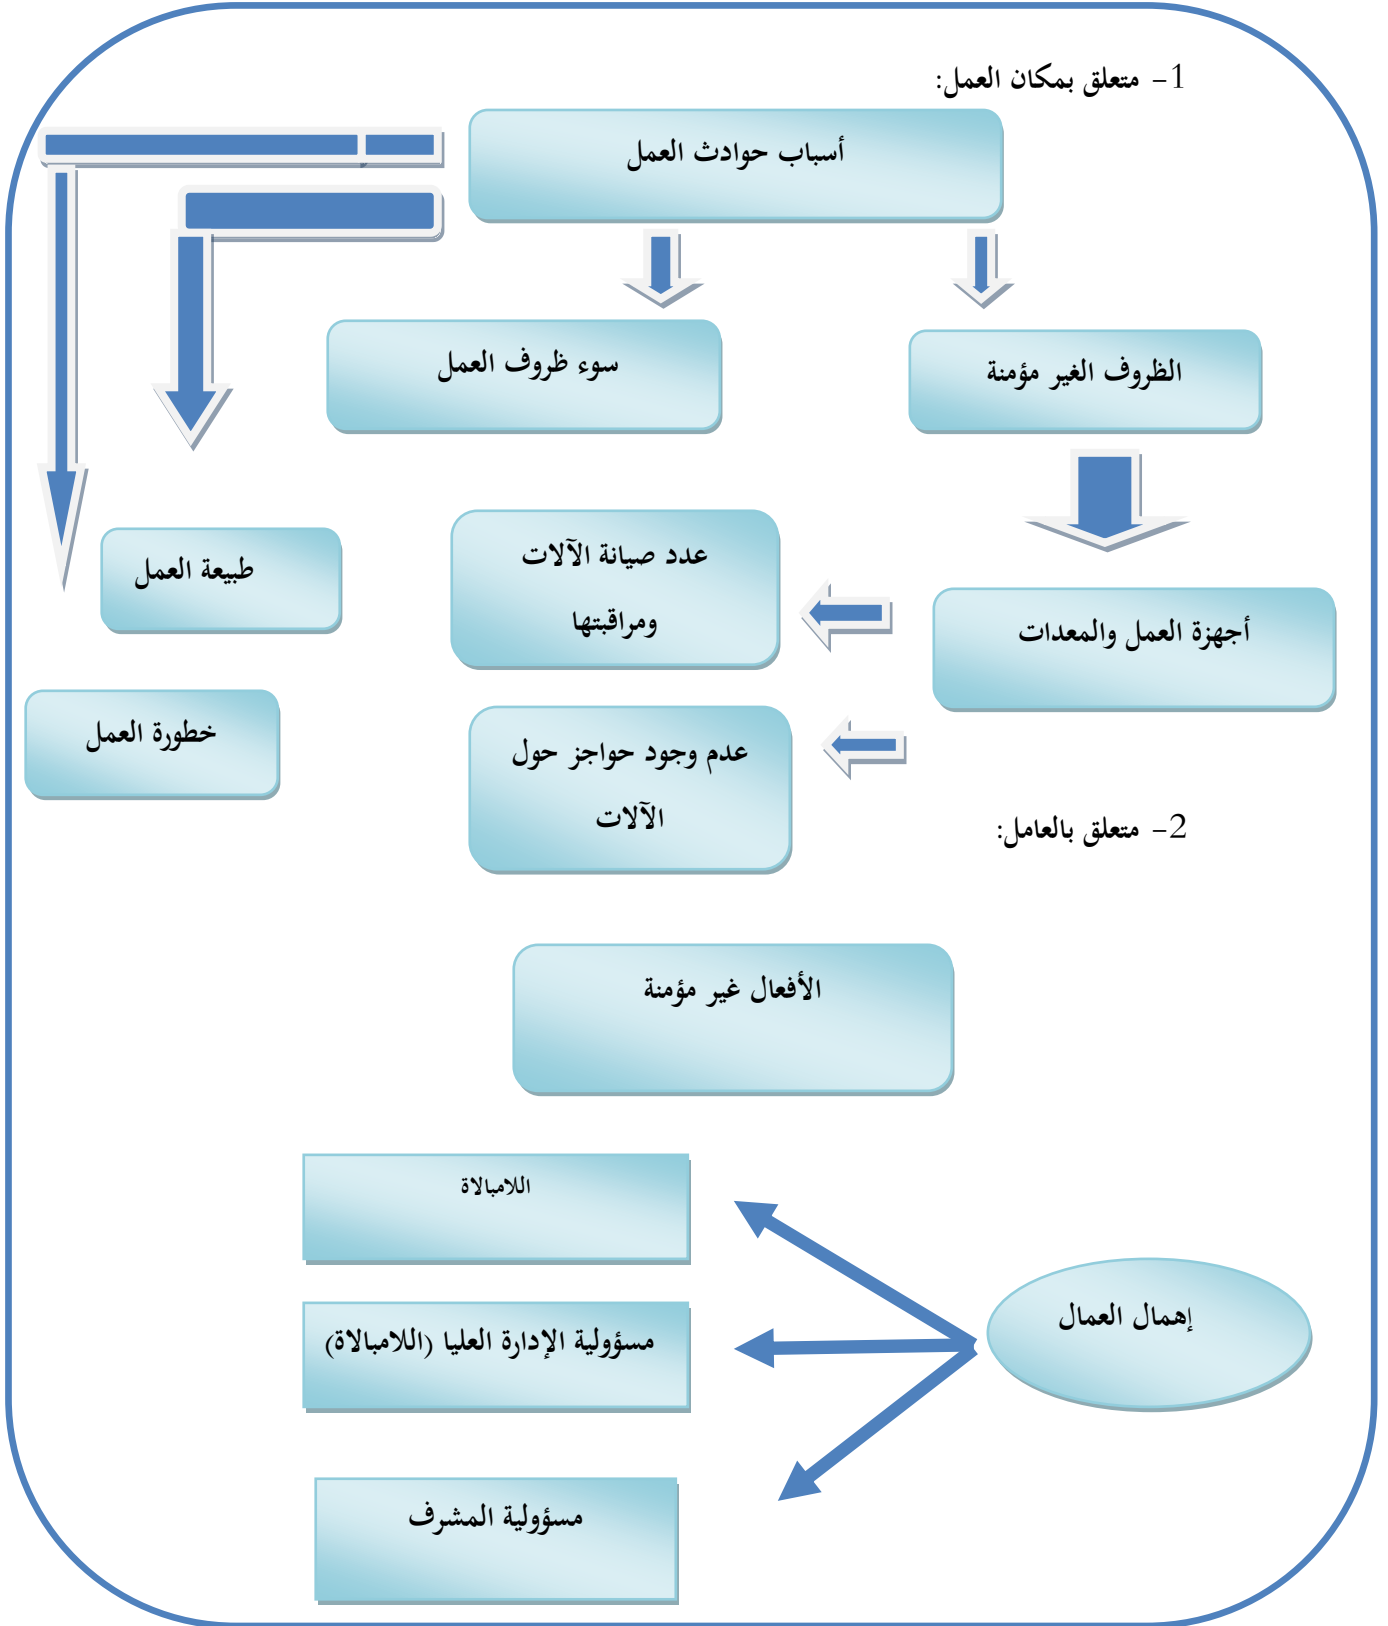 1- متعلق بمكان العمل:
أسباب حوادث العمل
الظروف الغير مؤمنة
سوء ظروف العمل
طبيعة العمل
خطورة العمل
أجهزة العمل والمعدات
عدد صيانة الآلات
ومراقبتها
عدم وجود حواجز حول
الآلات
2- متعلق بالعامل:
الأفعال غير مؤمنة
إهمال العمال
اللامبالاة
مسؤولية الإدارة العليا (اللامبالاة)
مسؤولية المشرف